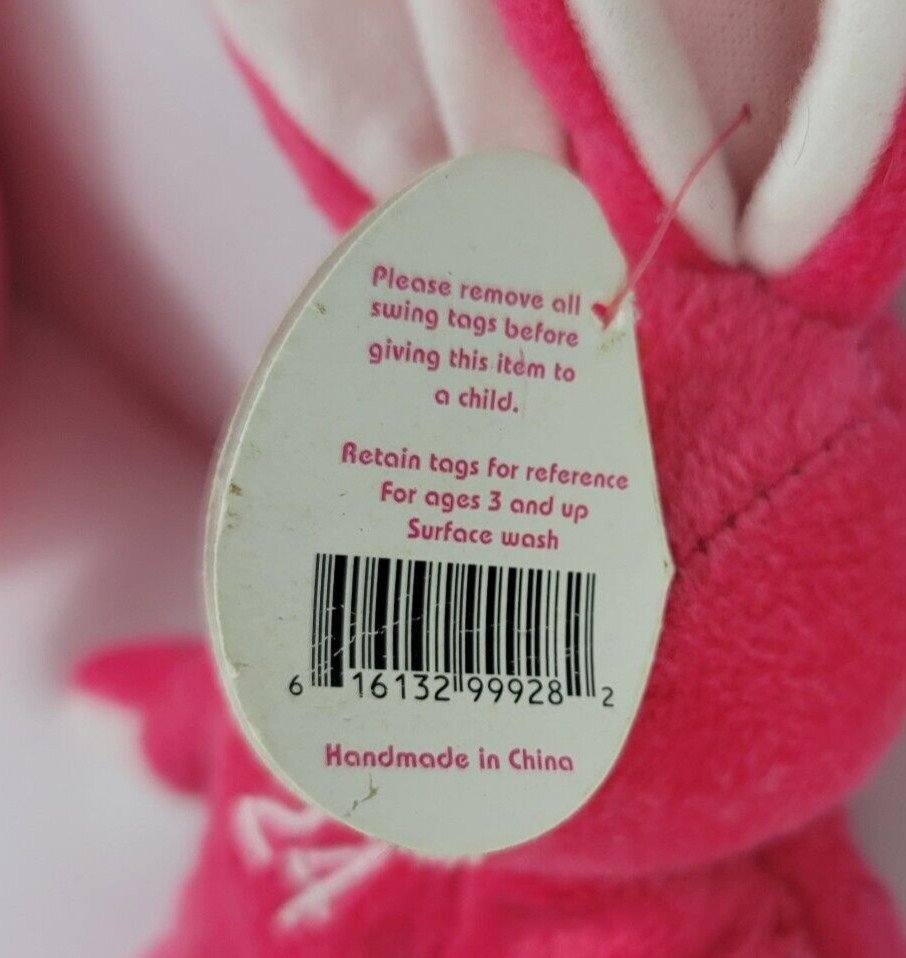 Please remove all
swing tags before
giving this item to
a child.
Retain tags for reference
For ages 3 and up
Surface wash
6 16132 99928 2
Handmade in China